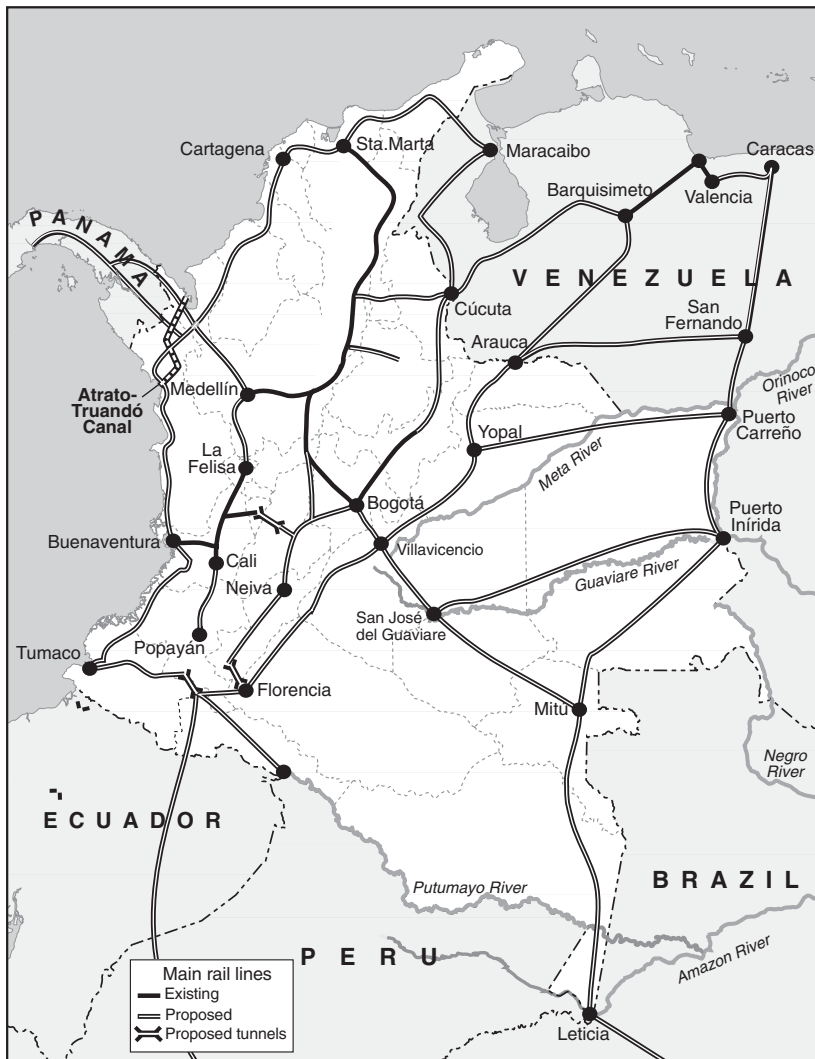 Cartagena
Sta.Marta
Maracaibo
Caracas
Barquisimeto
Valencia
PANAMA
VENEZUELA
Cúcuta
San
Fernando
Arauca
Orinoco
River
Atrato-
Truandó
Canal
Medellín
Puerto
Carreño
La
Felisa
Yopal
Meta River
Bogotá
Puerto
Inírida
Buenaventura
Villavicencio
Cali
Neiva
Guaviare River
San José
del Guaviare
Popayán
Tumaco
Florencia
Mitú
Negro
River
ECUADOR
BRAZIL
Putumayo River
PERU
Amazon River
Main rail lines
Existing
Proposed
Proposed tunnels
Leticia